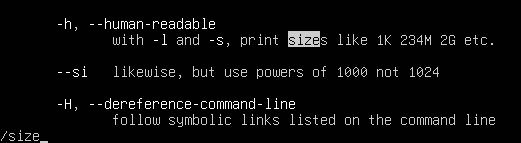 -h, --human-readable
with -l and -s, print sizes like 1K 234M 2G etc.
--si likewise, but use powers of 1000 not 1024
-H, --dereference-command-line
follow symbolic links listed on the command line
/size_